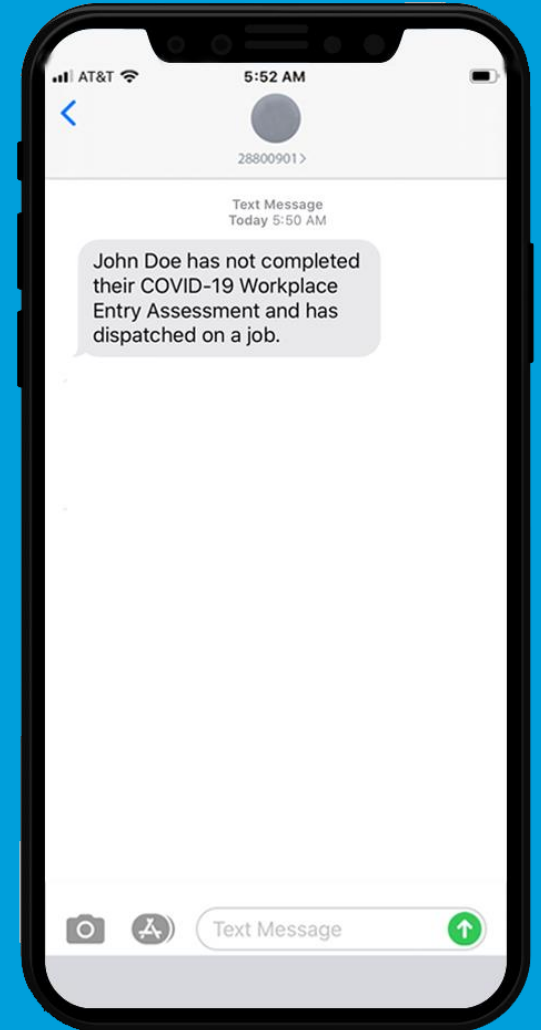 AT&T 5:52 AM
28800901>
Text Message
Today 5:50 AM
John Doe has not completed
their COVID-19 Workplace
Entry Assessment and has
dispatched on a job.
Text Message